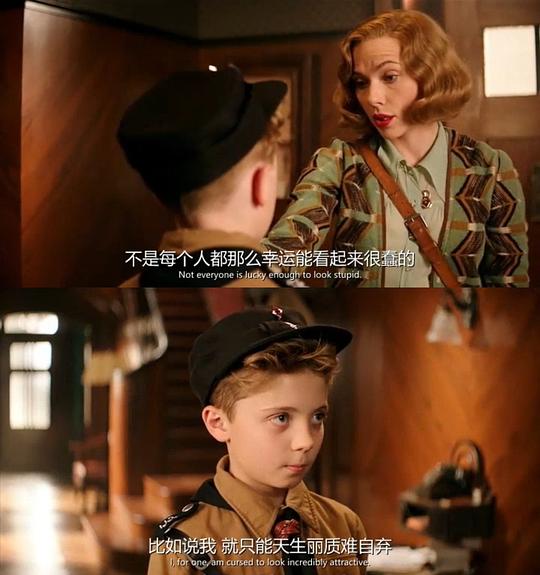 不是每个人都那么幸运能看起来很蠢的
Not everyone is lucky enough to look stupid.
比如说我 就只能天生丽质难自弃
I, for one, am cursed to look incredibly attractive.